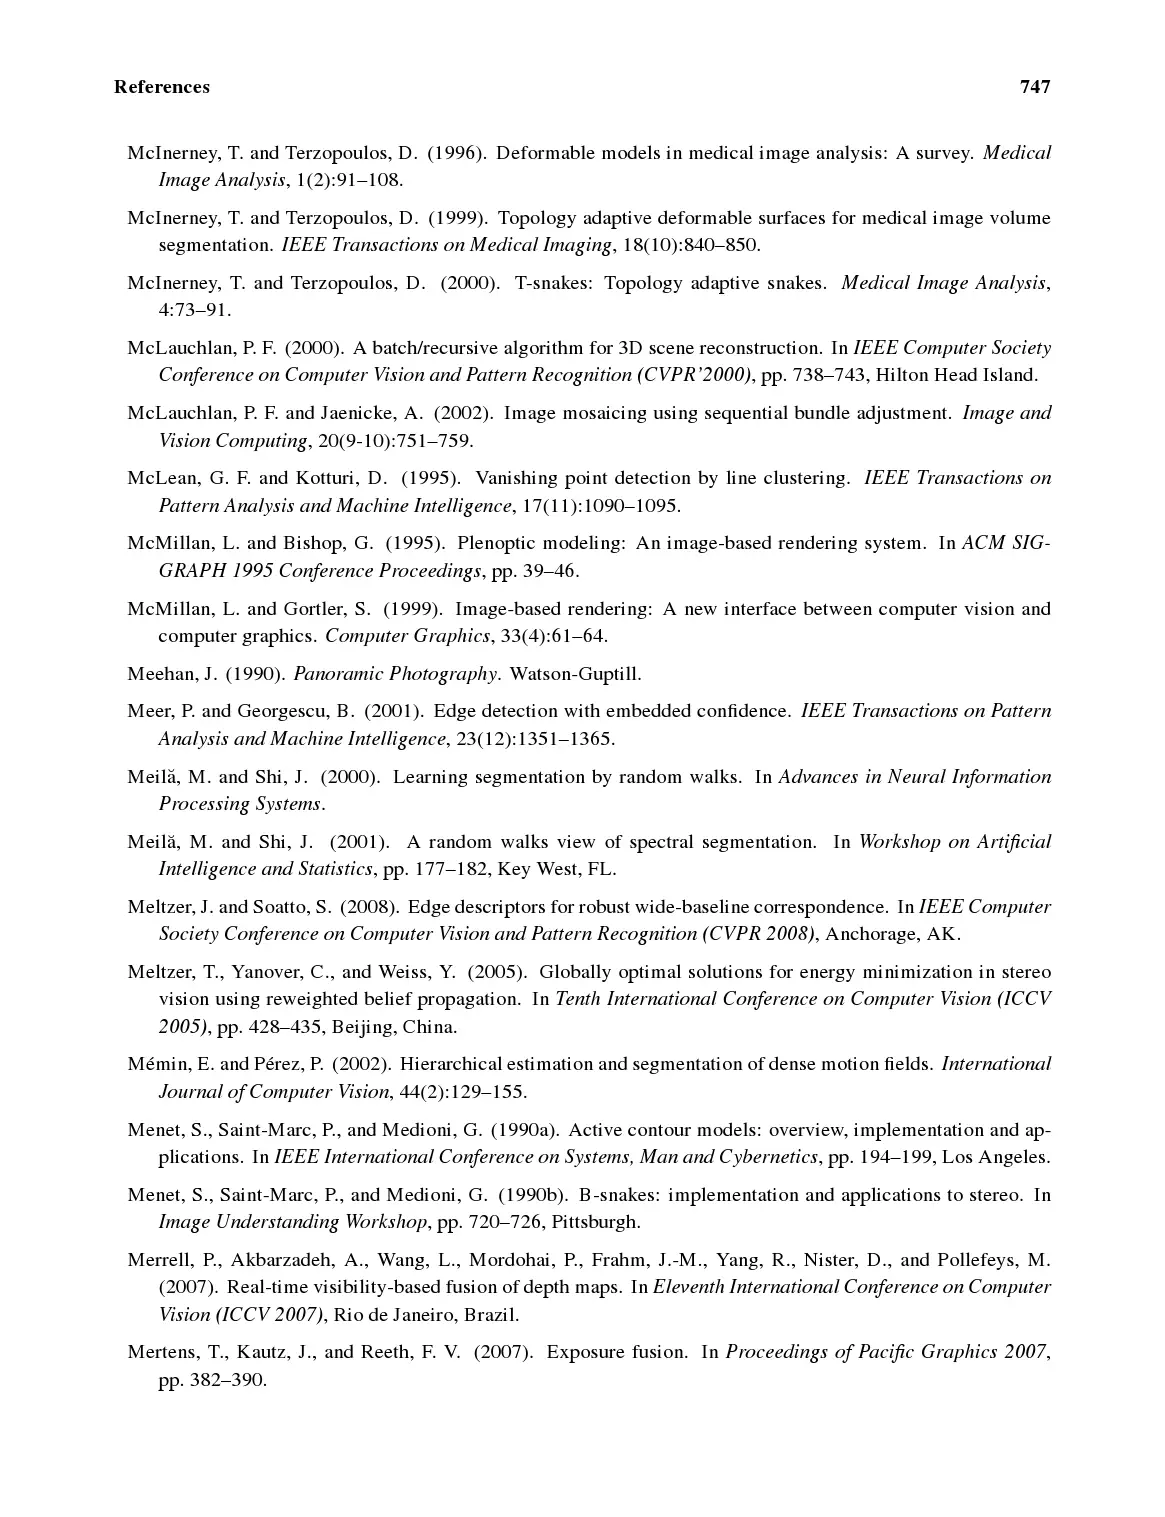 References 747
McInerney, T. and Terzopoulos, D. (1996). Deformable models in medical image analysis: A survey. Medical
Image Analysis, 1(2):91–108.
McInerney, T. and Terzopoulos, D. (1999). Topology adaptive deformable surfaces for medical image volume
segmentation. IEEE Transactions on Medical Imaging, 18(10):840–850.
McInerney, T. and Terzopoulos, D. (2000). T-snakes: Topology adaptive snakes. Medical Image Analysis,
4:73–91.
McLauchlan, P. F. (2000). A batch/recursive algorithm for 3D scene reconstruction. In IEEE Computer Society
Conference on Computer Vision and Pattern Recognition (CVPR'2000), pp. 738–743, Hilton Head Island.
McLauchlan, P. F. and Jaenicke, A. (2002). Image mosaicing using sequential bundle adjustment. Image and
Vision Computing, 20(9-10):751–759.
McLean, G. F. and Kotturi, D. (1995). Vanishing point detection by line clustering. IEEE Transactions on
Pattern Analysis and Machine Intelligence, 17(11):1090–1095.
McMillan, L. and Bishop, G. (1995). Plenoptic modeling: An image-based rendering system. In ACM SIG-
GRAPH 1995 Conference Proceedings, pp. 39–46.
McMillan, L. and Gortler, S. (1999). Image-based rendering: A new interface between computer vision and
computer graphics. Computer Graphics, 33(4):61–64.
Meehan, J. (1990). Panoramic Photography. Watson-Guptill.
Meer, P. and Georgescu, B. (2001). Edge detection with embedded confidence. IEEE Transactions on Pattern
Analysis and Machine Intelligence, 23(12):1351–1365.
Meilă, M. and Shi, J. (2000). Learning segmentation by random walks. In Advances in Neural Information
Processing Systems.
Meilă, M. and Shi, J. (2001). A random walks view of spectral segmentation. In Workshop on Artificial
Intelligence and Statistics, pp. 177–182, Key West, FL.
Meltzer, J. and Soatto, S. (2008). Edge descriptors for robust wide-baseline correspondence. In IEEE Computer
Society Conference on Computer Vision and Pattern Recognition (CVPR 2008), Anchorage, AK.
Meltzer, T., Yanover, C., and Weiss, Y. (2005). Globally optimal solutions for energy minimization in stereo
vision using reweighted belief propagation. In Tenth International Conference on Computer Vision (ICCV
2005), pp. 428–435, Beijing, China.
Mémin, E. and Pérez, P. (2002). Hierarchical estimation and segmentation of dense motion fields. International
Journal of Computer Vision, 44(2):129–155.
Menet, S., Saint-Marc, P., and Medioni, G. (1990a). Active contour models: overview, implementation and ap-
plications. In IEEE International Conference on Systems, Man and Cybernetics, pp. 194–199, Los Angeles.
Menet, S., Saint-Marc, P., and Medioni, G. (1990b). B-snakes: implementation and applications to stereo. In
Image Understanding Workshop, pp. 720–726, Pittsburgh.
Merrell, P., Akbarzadeh, A., Wang, L., Mordohai, P., Frahm, J.-M., Yang, R., Nister, D., and Pollefeys, M.
(2007). Real-time visibility-based fusion of depth maps. In Eleventh International Conference on Computer
Vision (ICCV 2007), Rio de Janeiro, Brazil.
Mertens, T., Kautz, J., and Reeth, F. V. (2007). Exposure fusion. In Proceedings of Pacific Graphics 2007,
pp. 382–390.